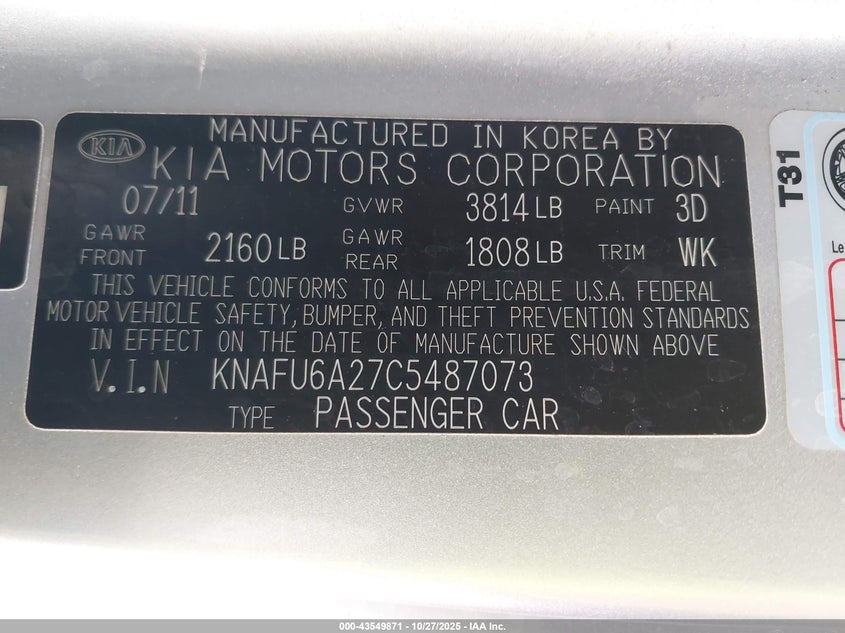 KIA
MANUFACTURED IN KOREA BY
KIA MOTORS CORPORATION
07/11 GVWR 3814 LB PAINT 3D
GAWR FRONT 2160 LB GAWR REAR 1808 LB TRIM WK
THIS VEHICLE CONFORMS TO ALL APPLICABLE U.S.A. FEDERAL
MOTOR VEHICLE SAFETY, BUMPER, AND THEFT PREVENTION STANDARDS
IN EFFECT ON THE DATE OF MANUFACTURE SHOWN ABOVE
V.I.N KNAFU6A27C5487073
TYPE PASSENGER CAR
T31
Le
000-43549871 - 10/27/2025 - IAA Inc.